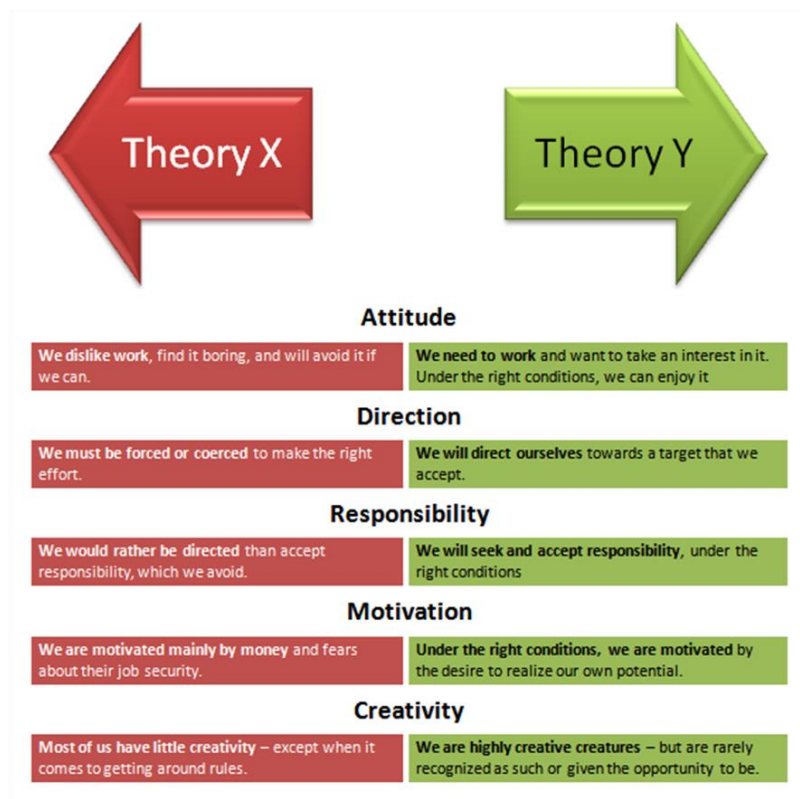 Theory X
Theory Y
Attitude
We dislike work, find it boring, and will avoid it if
we can.
We need to work and want to take an interest in it.
Under the right conditions, we can enjoy it
Direction
We must be forced or coerced to make the right
effort.
We will direct ourselves towards a target that we
accept.
Responsibility
We would rather be directed than accept
responsibility, which we avoid.
We will seek and accept responsibility, under the
right conditions
Motivation
We are motivated mainly by money and fears
about their job security.
Under the right conditions, we are motivated by
the desire to realize our own potential.
Creativity
Most of us have little creativity – except when it
comes to getting around rules.
We are highly creative creatures – but are rarely
recognized as such or given the opportunity to be.